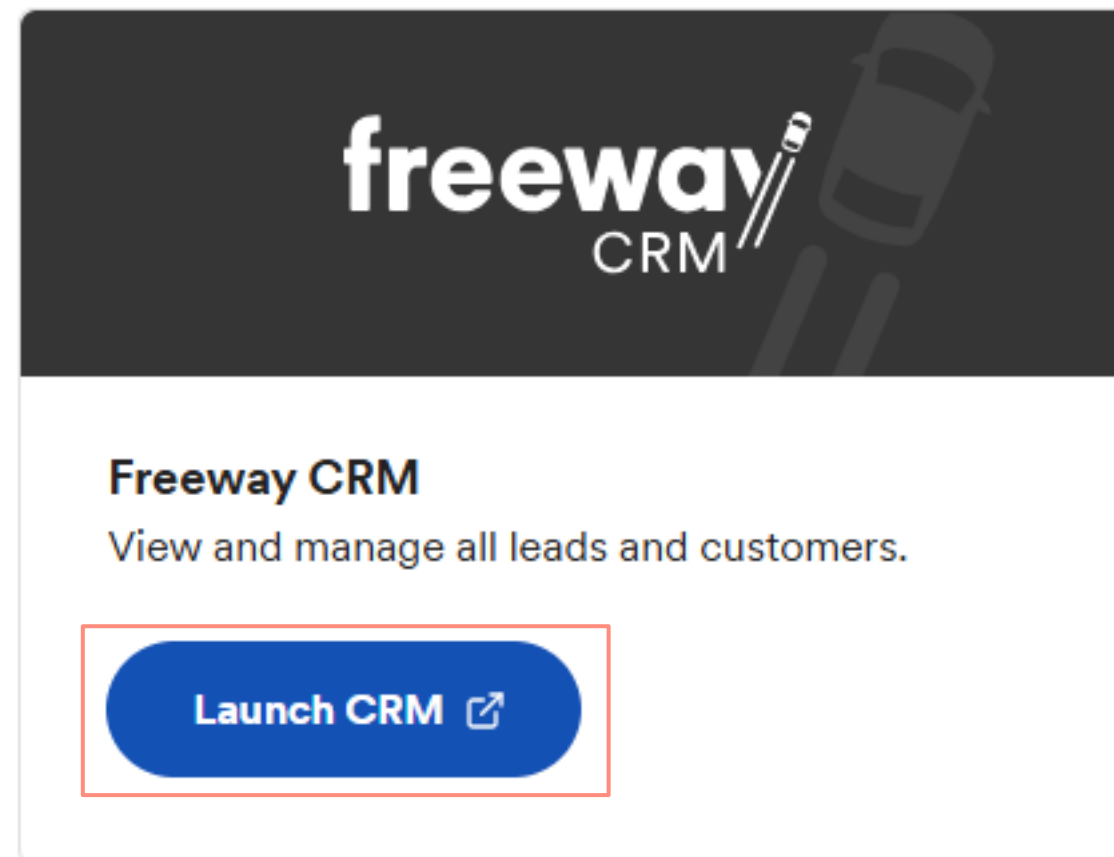 freeway
CRM
Freeway CRM
View and manage all leads and customers.
Launch CRM